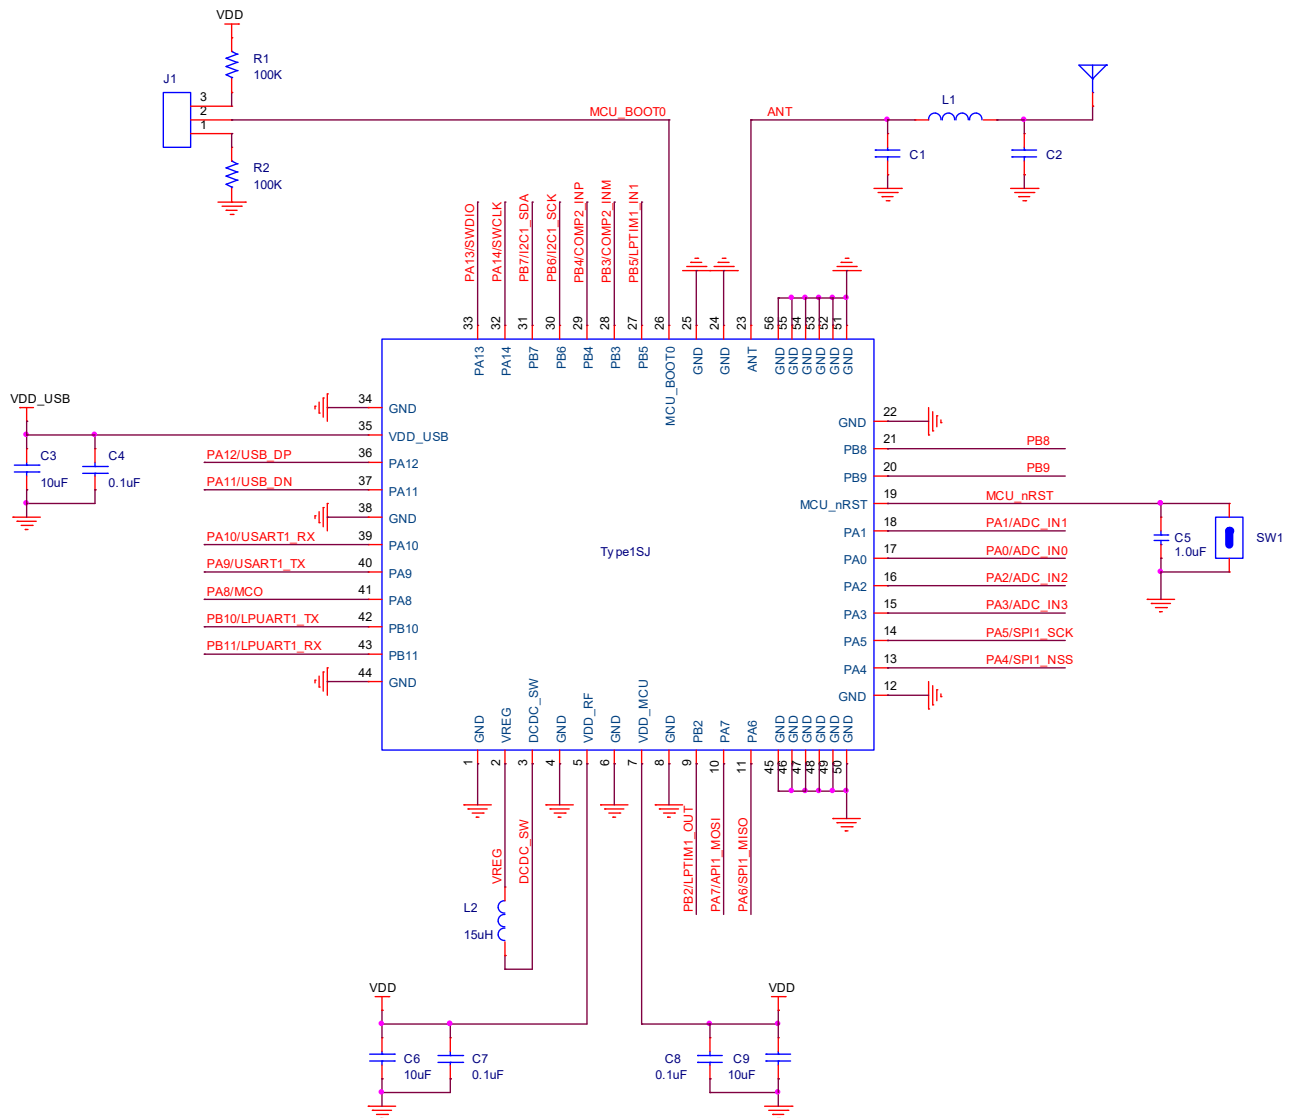 VDD
R1
100K
J1
3
2
1
MCU_BOOT0
ANT
L1
C1
C2
R2
100K
PA13/SWDIO
PA14/SWCLK
PB7/I2C1_SDA
PB6/I2C1_SCK
PB4/COMP2_INP
PB3/COMP2_INM
PB5/LPTIM1_IN1
33
32
31
30
29
28
27
26
25
24
23
56
55
54
53
52
51
PA13
PA14
PB7
PB6
PB4
PB3
PB5
MCU_BOOT0
GND
GND
ANT
GND
GND
GND
GND
GND
GND
VDD_USB
C3
10uF
C4
0.1uF
34
GND
35
VDD_USB
PA12/USB_DP
36
PA12
PA11/USB_DN
37
PA11
38
GND
PA10/USART1_RX
39
PA10
PA9/USART1_TX
40
PA9
PA8/MCO
41
PA8
PB10/LPUART1_TX
42
PB10
PB11/LPUART1_RX
43
PB11
44
GND
Type1SJ
GND
22
PB8
21
PB8
PB9
20
PB9
MCU_nRST
19
MCU_nRST
PA1
18
PA1/ADC_IN1
PA0
17
PA0/ADC_IN0
PA2
16
PA2/ADC_IN2
PA3
15
PA3/ADC_IN3
PA5
14
PA5/SPI1_SCK
PA4
13
PA4/SPI1_NSS
GND
12
C5
1.0uF
SW1
GND
VREG
DCDC_SW
GND
VDD_RF
GND
VDD_MCU
GND
PB2
PA7
PA6
GND
GND
GND
GND
GND
GND
1
2
3
4
5
6
7
8
9
10
11
45
46
47
48
49
50
VREG
DCDC_SW
PB2/LPTIM1_OUT
PA7/API1_MOSI
PA6/SPI1_MISO
L2
15uH
VDD
C6
10uF
C7
0.1uF
VDD
C8
0.1uF
C9
10uF